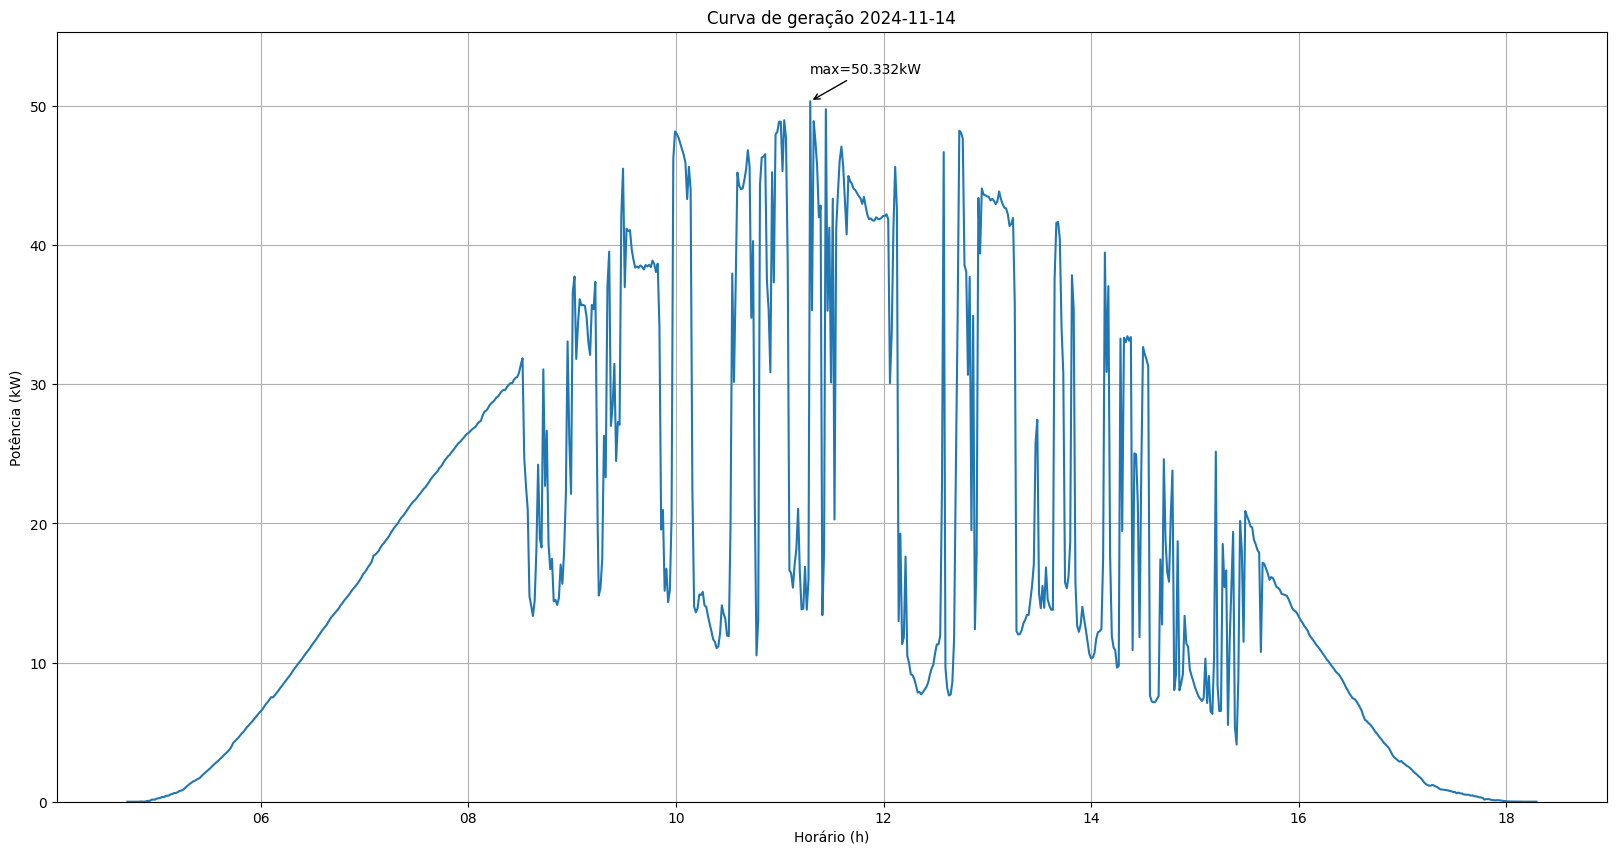 Curva de geração 2024-11-14
max=50.332kW
50
40
30
20
10
0
Potência (kW)
06 08 10 12 14 16 18
Horário (h)